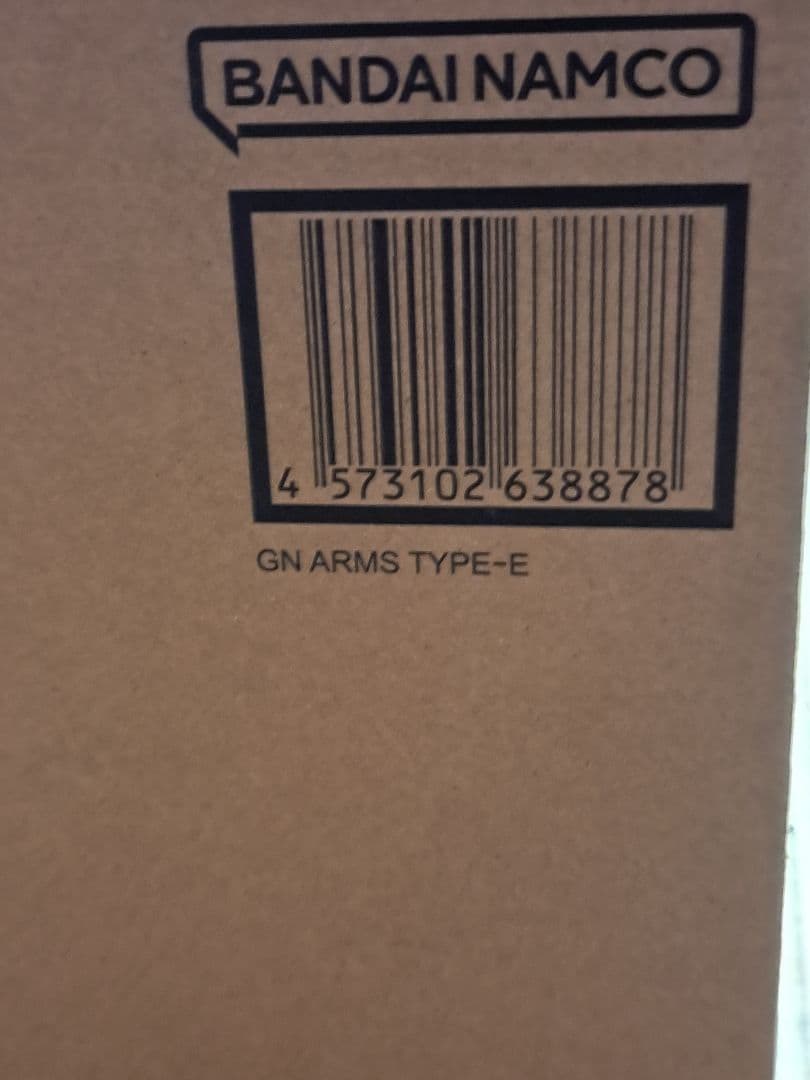 BANDAI NAMCO
4 573102 638878
GN ARMS TYPE-E